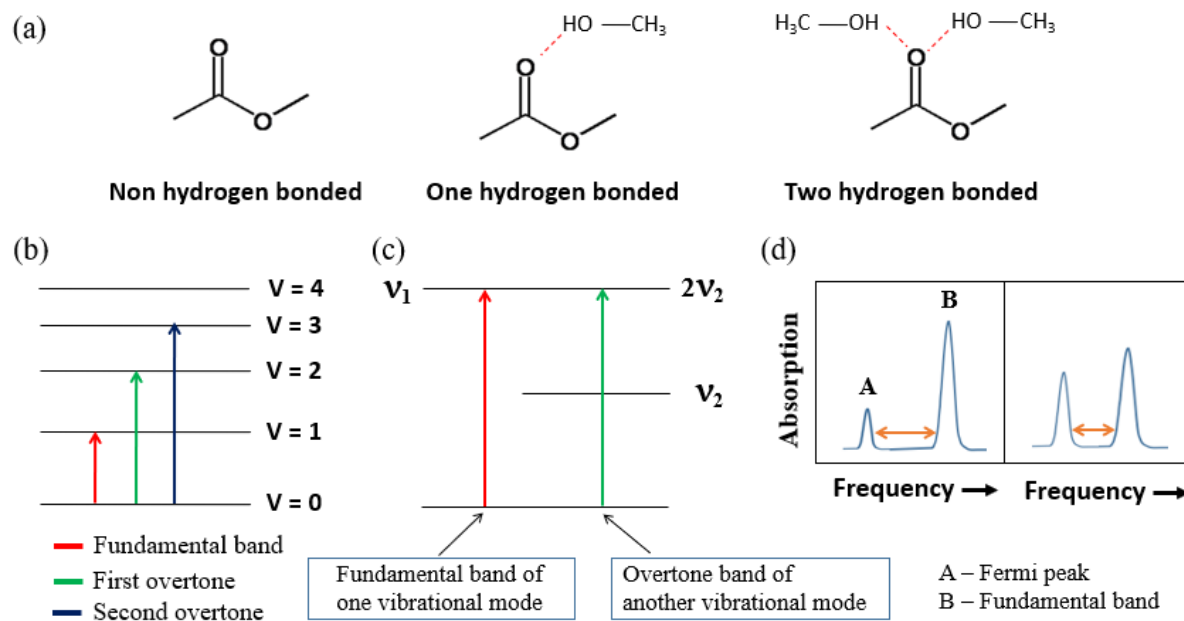 (a)
HO — CH₃
H₃C — OH
HO — CH₃
O
O
O
O
O
O
Non hydrogen bonded
One hydrogen bonded
Two hydrogen bonded
(b)
(c)
(d)
V = 4
V = 3
V = 2
V = 1
V = 0
Fundamental band
First overtone
Second overtone
ν₁
2ν₂
ν₂
Fundamental band of
one vibrational mode
Overtone band of
another vibrational mode
Absorption
A
B
Frequency
Frequency
A – Fermi peak
B – Fundamental band